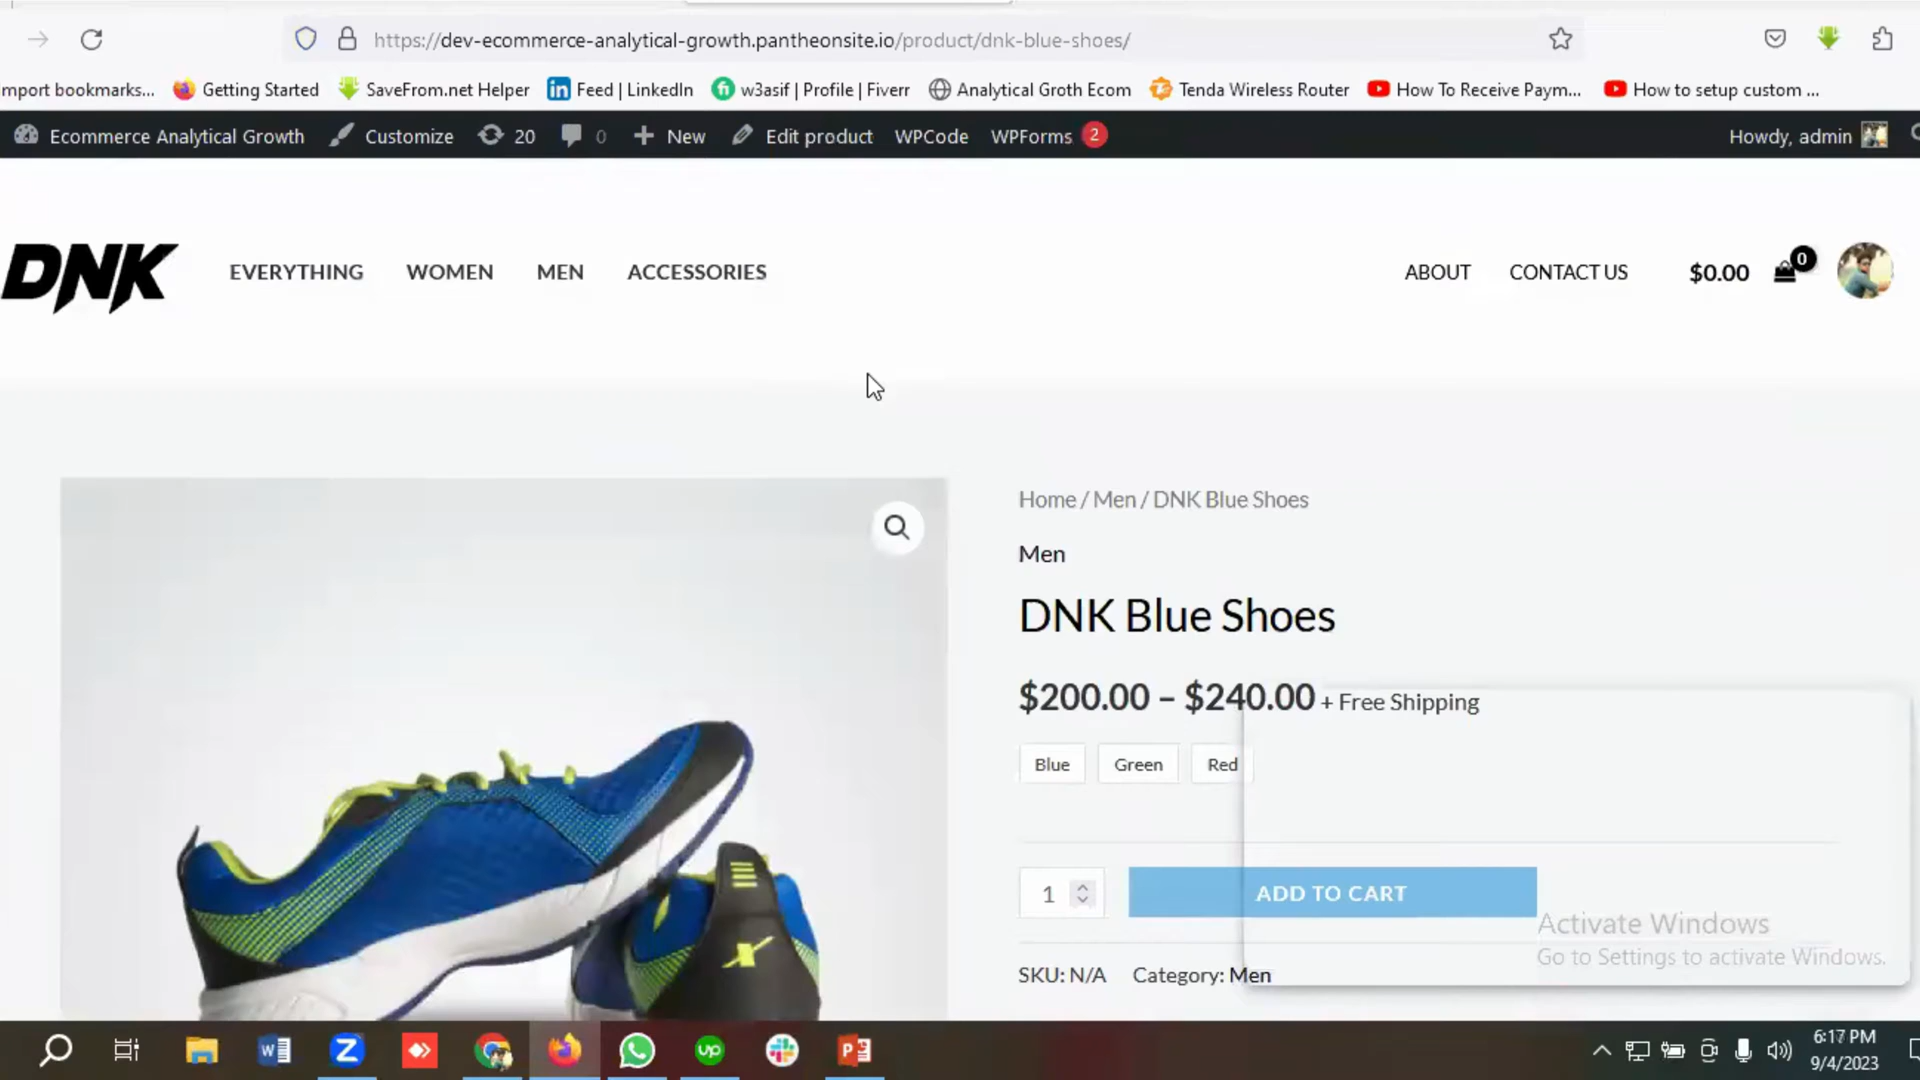 https://dev-ecommerce-analytical-growth.pantheonsite.io/product/dnk-blue-shoes/
mport bookmarks... Getting Started SaveFrom.net Helper in Feed | LinkedIn fi w3asif | Profile | Fiverr Analytical Groth Ecom Tenda Wireless Router How To Receive Paym... How to setup custom ...
Ecommerce Analytical Growth Customize 20 0 New Edit product WPCode WPForms 2 Howdy, admin
DNK EVERYTHING WOMEN MEN ACCESSORIES ABOUT CONTACT US $0.00 0
Home / Men / DNK Blue Shoes
Men
DNK Blue Shoes
$200.00 – $240.00 + Free Shipping
Blue Green Red
1 ADD TO CART
Activate Windows
Go to Settings to activate Windows.
SKU: N/A Category: Men
W Z up P
6:17 PM
9/4/2023